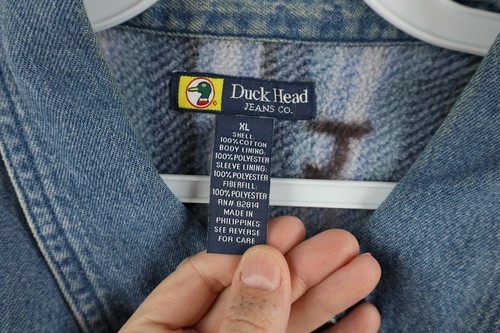 Duck Head
JEANS CO.
XL
SHELL:
100% COTTON
BODY LINING:
100% POLYESTER
SLEEVE LINING:
100% POLYESTER
FIBERFILL:
100% POLYESTER
RN# 82814
MADE IN
PHILIPPINES
SEE REVERSE
FOR CARE
J